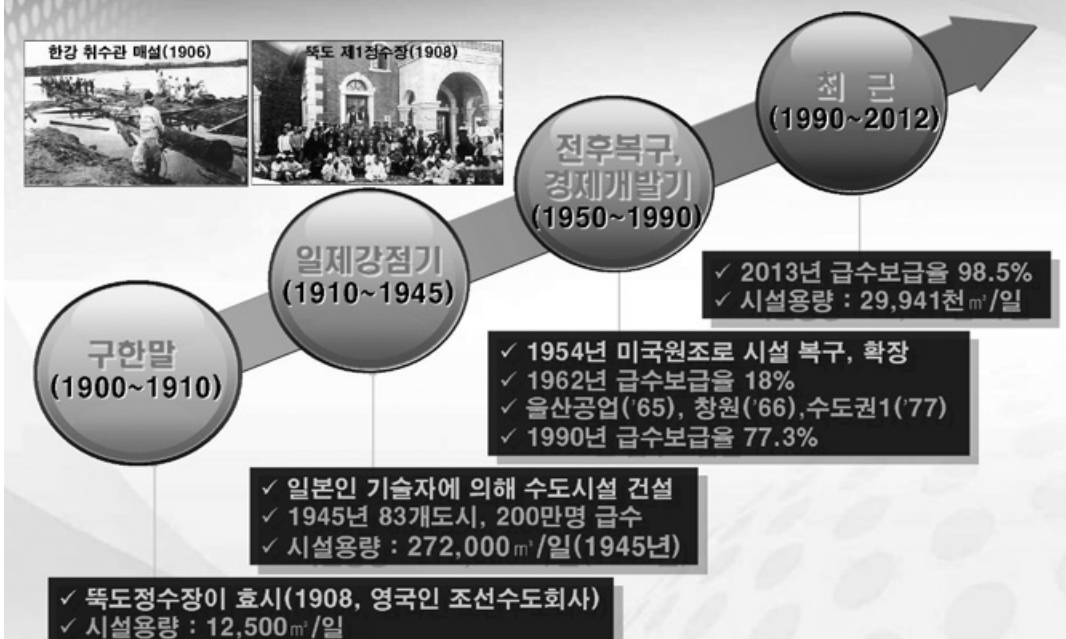 한강 취수관 매설(1906)
뚝도 제1정수장(1908)
최 근
(1990~2012)
전후복구,
경제개발기
(1950~1990)
일제강점기
(1910~1945)
구한말
(1900~1910)
✓ 2013년 급수보급율 98.5%
✓ 시설용량 : 29,941천㎥/일
✓ 1954년 미국원조로 시설 복구, 확장
✓ 1962년 급수보급율 18%
✓ 울산공업('65), 창원('66),수도권1('77)
✓ 1990년 급수보급율 77.3%
✓ 일본인 기술자에 의해 수도시설 건설
✓ 1945년 83개도시, 200만명 급수
✓ 시설용량 : 272,000㎥/일(1945년)
✓ 뚝도정수장이 효시(1908, 영국인 조선수도회사)
✓ 시설용량 : 12,500㎥/일